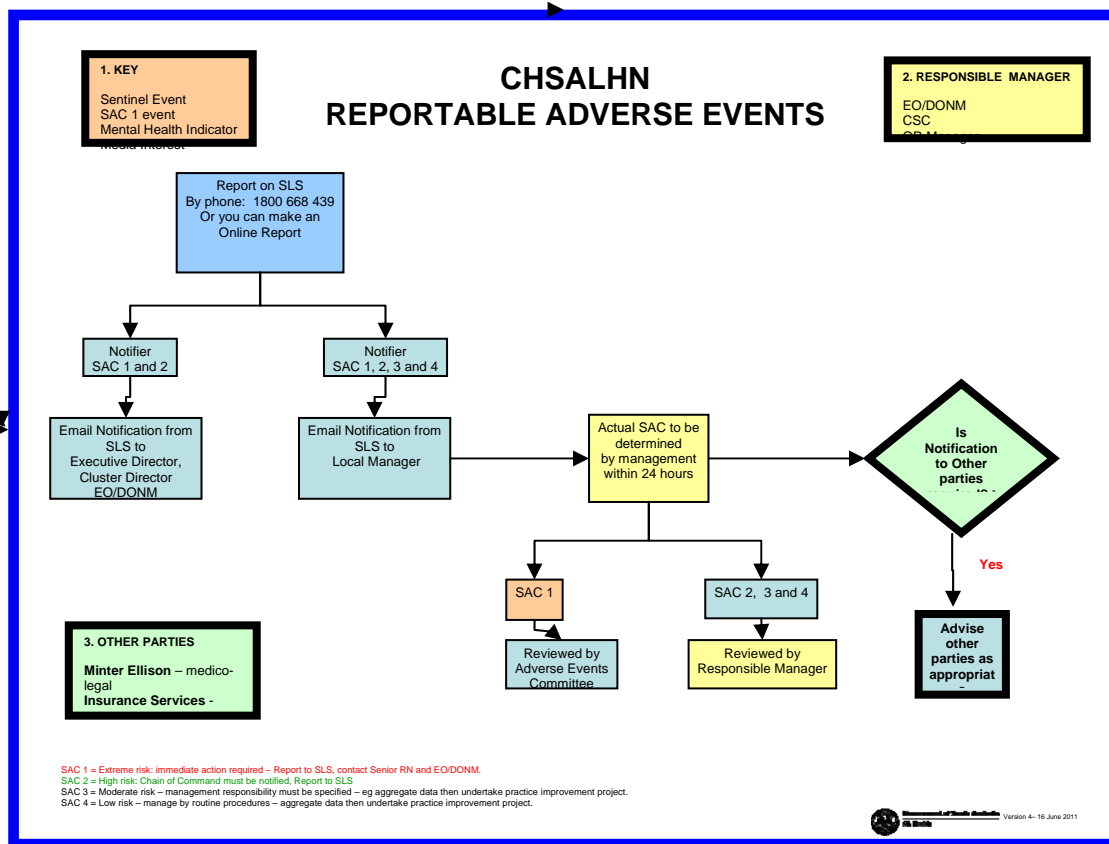 CHSALHN
REPORTABLE ADVERSE EVENTS
1. KEY
Sentinel Event
SAC 1 event
Mental Health Indicator
Media Interest
2. RESPONSIBLE MANAGER
EO/DONM
CSC
Report on SLS
By phone: 1800 668 439
Or you can make an
Online Report
Notifier
SAC 1 and 2
Notifier
SAC 1, 2, 3 and 4
Email Notification from
SLS to
Executive Director,
Cluster Director
EO/DONM
Email Notification from
SLS to
Local Manager
Actual SAC to be
determined
by management
within 24 hours
Is
Notification
to Other
parties
Yes
SAC 1
SAC 2, 3 and 4
Reviewed by
Adverse Events
Committee
Reviewed by
Responsible Manager
Advise
other
parties as
appropriat
3. OTHER PARTIES
Minter Ellison – medico-
legal
Insurance Services -
SAC 1 = Extreme risk: immediate action required – Report to SLS, contact Senior RN and EO/DONM.
SAC 2 = High risk: Chain of Command must be notified, Report to SLS
SAC 3 = Moderate risk – management responsibility must be specified – eg aggregate data then undertake practice improvement project.
SAC 4 = Low risk – manage by routine procedures – aggregate data then undertake practice improvement project.
Version 4– 16 June 2011